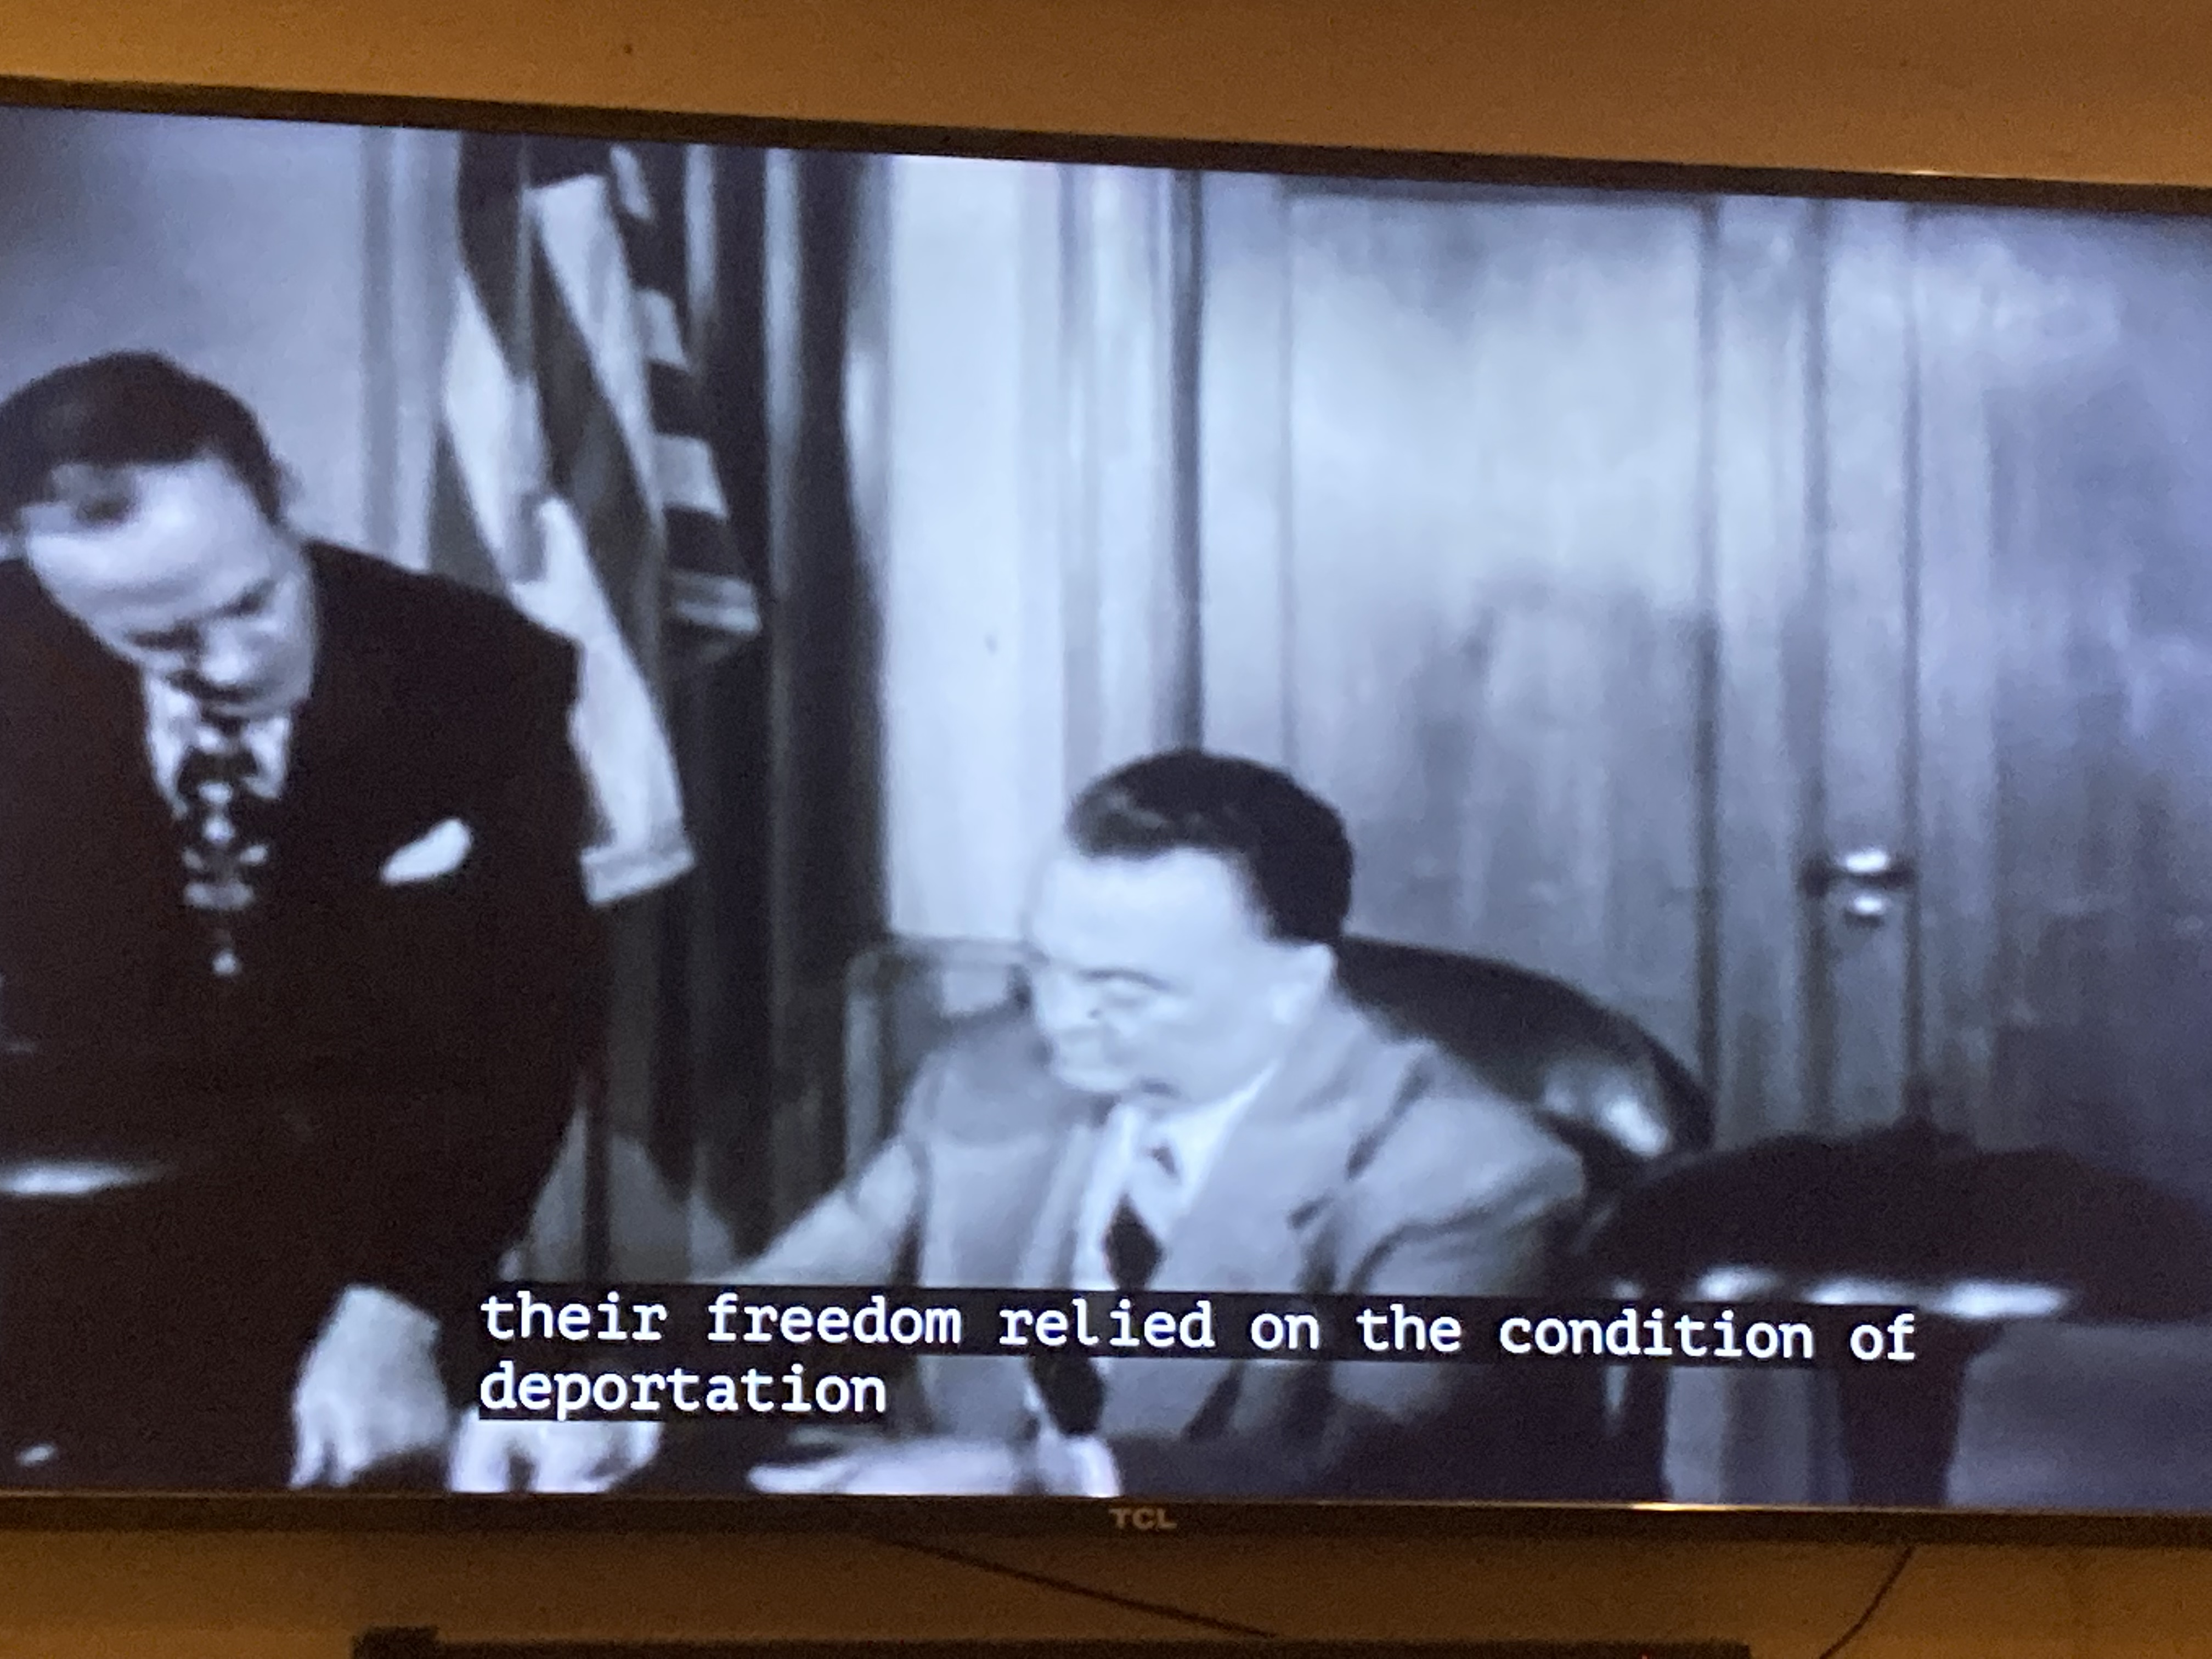 their freedom relied on the condition of
deportation
TCL